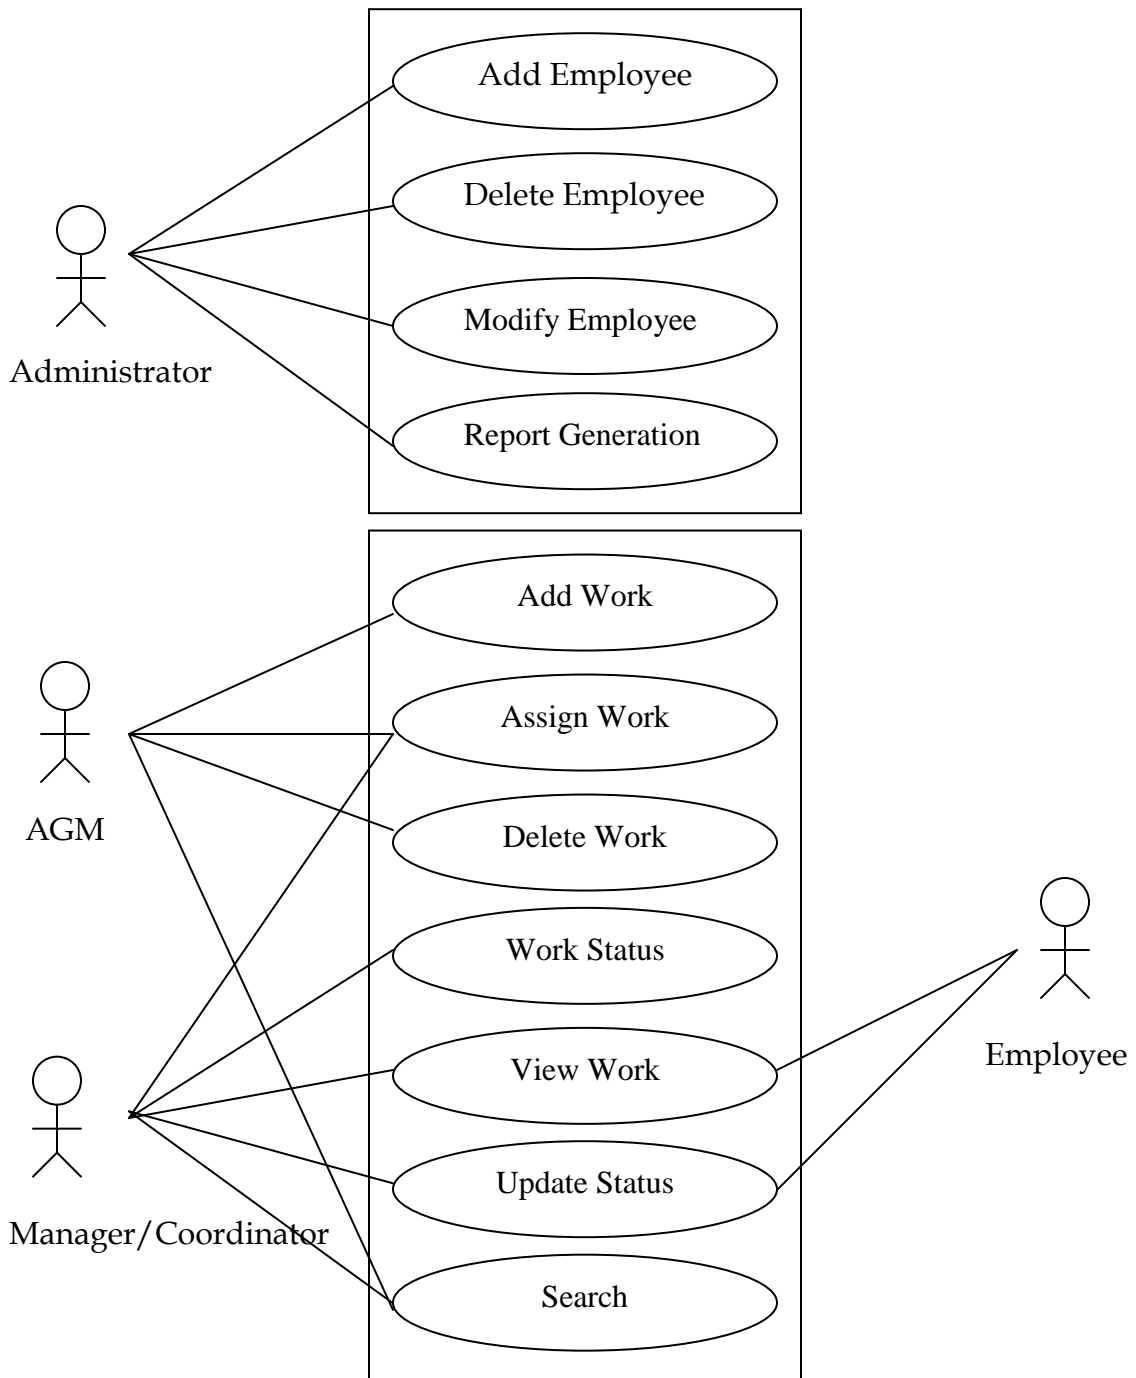 Add Employee
Delete Employee
Modify Employee
Administrator
Report Generation
Add Work
Assign Work
AGM
Delete Work
Work Status
View Work
Employee
Update Status
Manager/Coordinator
Search